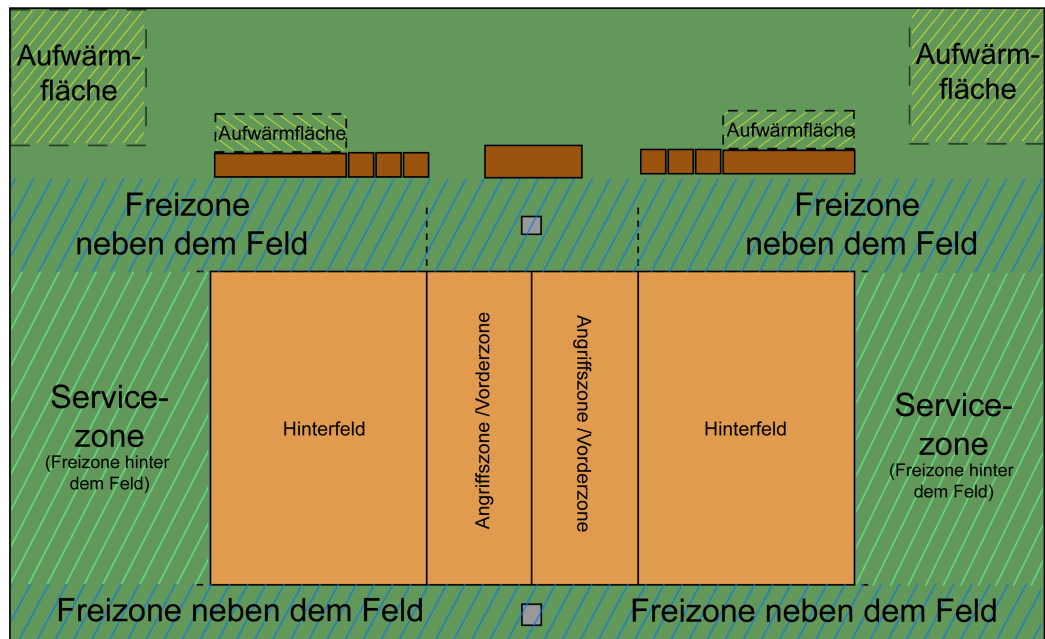 Aufwärm-
fläche
Aufwärm-
fläche
Aufwärmfläche
Aufwärmfläche
Freizone
neben dem Feld
Freizone
neben dem Feld
Service-
zone
(Freizone hinter
dem Feld)
Hinterfeld
Angriffszone /Vorderzone
Angriffszone /Vorderzone
Hinterfeld
Service-
zone
(Freizone hinter
dem Feld)
Freizone neben dem Feld
Freizone neben dem Feld